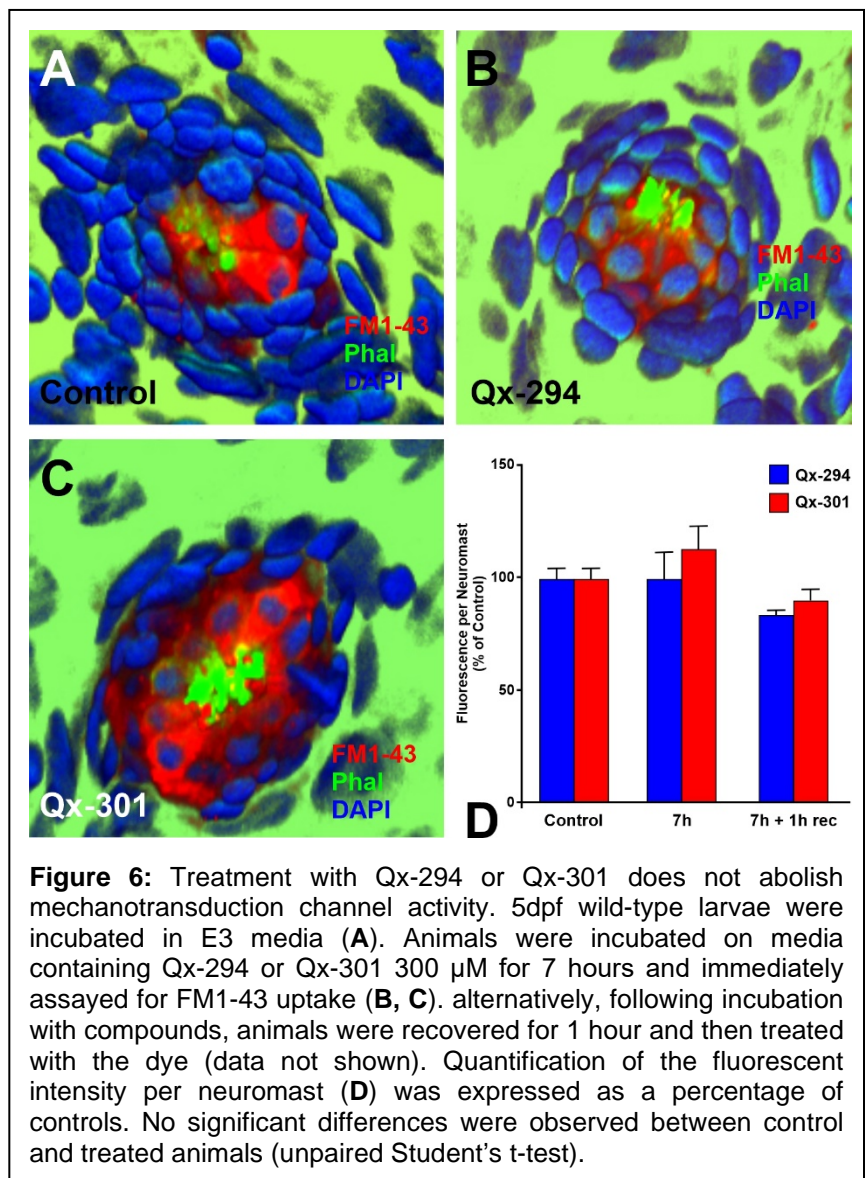 A
FM1-43
Phal
DAPI
Control
B
FM1-43
Phal
DAPI
Qx-294
C
FM1-43
Phal
DAPI
Qx-301
150
100
50
0
Fluorescence per Neuromast
(% of Control)
Qx-294
Qx-301
Control
7h
7h + 1h rec
D
Figure 6: Treatment with Qx-294 or Qx-301 does not abolish
mechanotransduction channel activity. 5dpf wild-type larvae were
incubated in E3 media (A). Animals were incubated on media
containing Qx-294 or Qx-301 300 µM for 7 hours and immediately
assayed for FM1-43 uptake (B, C). alternatively, following incubation
with compounds, animals were recovered for 1 hour and then treated
with the dye (data not shown). Quantification of the fluorescent
intensity per neuromast (D) was expressed as a percentage of
controls. No significant differences were observed between control
and treated animals (unpaired Student's t-test).